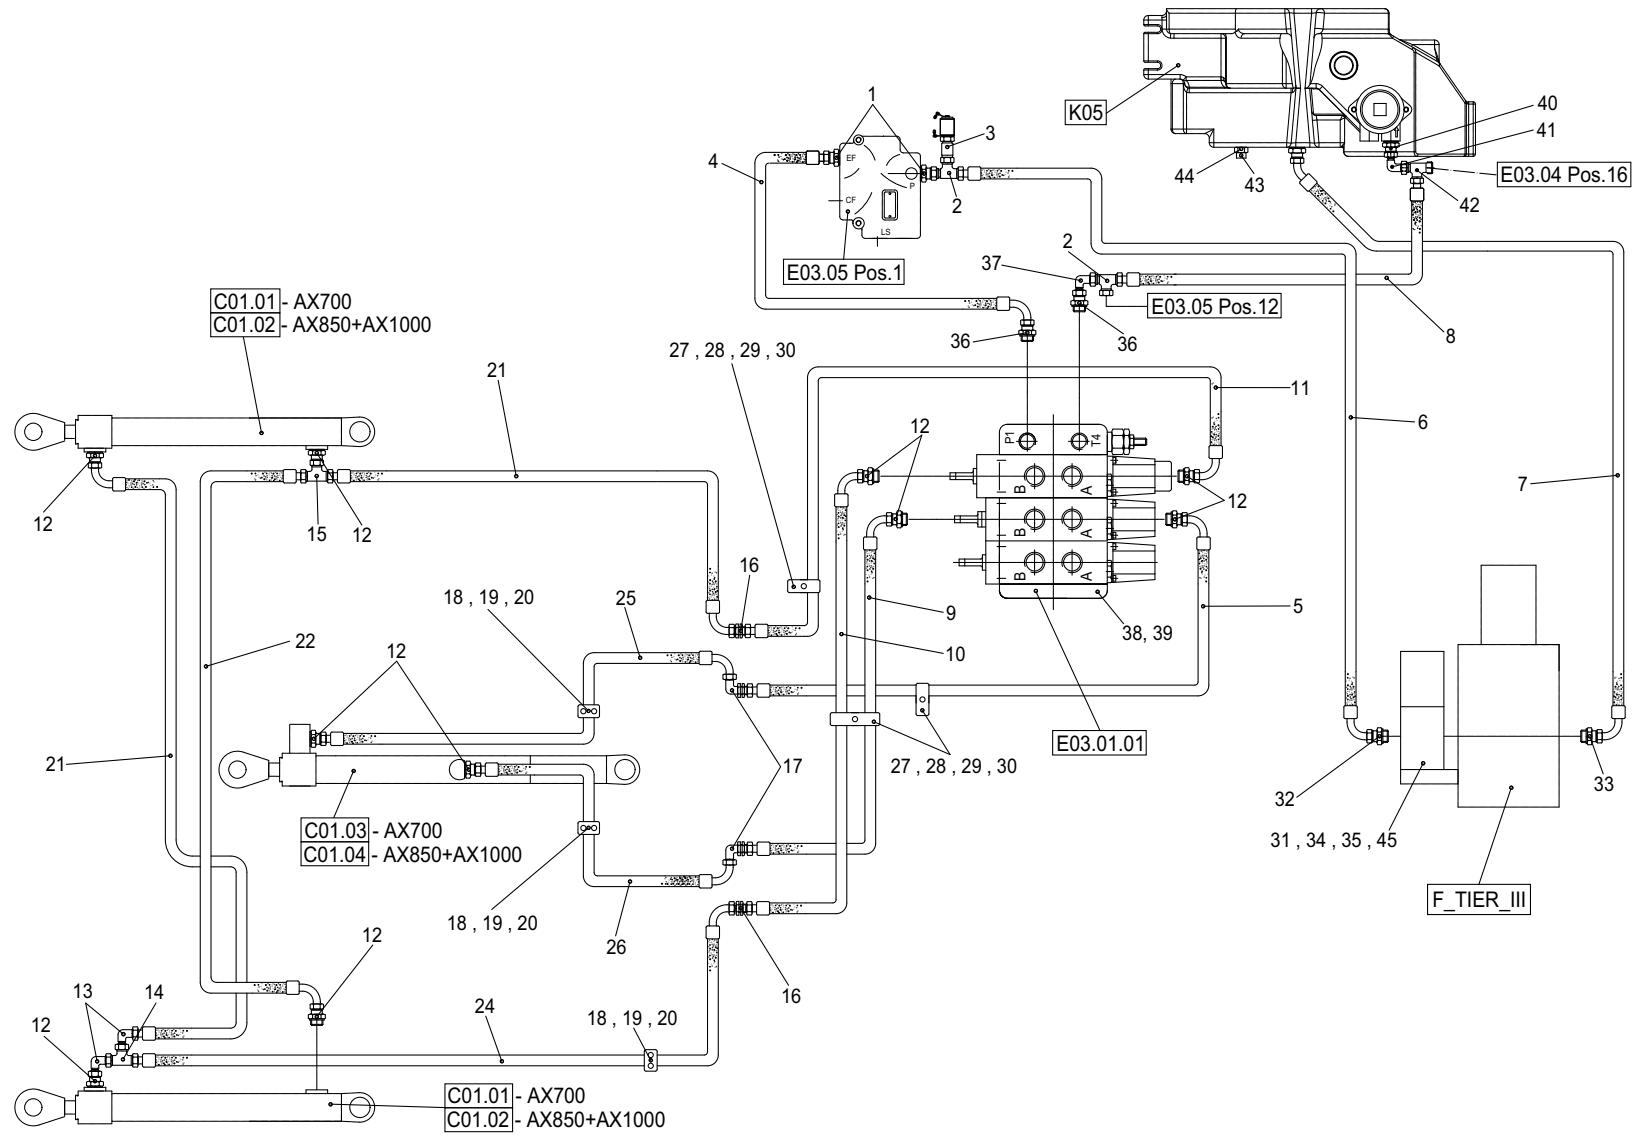 1
3
4
EF
P
CF
LS
2
E03.05 Pos.1
K05
40
41
44
43
42
E03.04 Pos.16
37
2
E03.05 Pos.12
36
36
8
C01.01 - AX700
C01.02 - AX850+AX1000
27 , 28 , 29 , 30
21
11
6
7
12
P1
T4
B
A
B
A
B
A
12
12
15
12
16
18 , 19 , 20
25
9
10
38, 39
5
22
12
21
17
27 , 28 , 29 , 30
E03.01.01
32
33
31 , 34 , 35 , 45
C01.03 - AX700
C01.04 - AX850+AX1000
F_TIER_III
18 , 19 , 20
26
12
16
13
14
12
24
18 , 19 , 20
C01.01 - AX700
C01.02 - AX850+AX1000